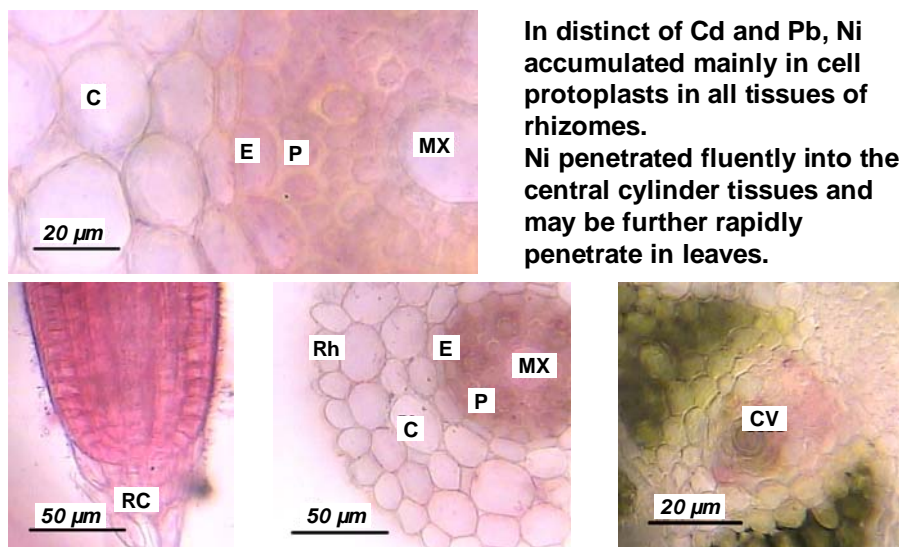 In distinct of Cd and Pb, Ni
accumulated mainly in cell
protoplasts in all tissues of
rhizomes.
Ni penetrated fluently into the
central cylinder tissues and
may be further rapidly
penetrate in leaves.
C
E
P
MX
20 µm
RC
50 µm
Rh
E
MX
P
C
50 µm
CV
20 µm